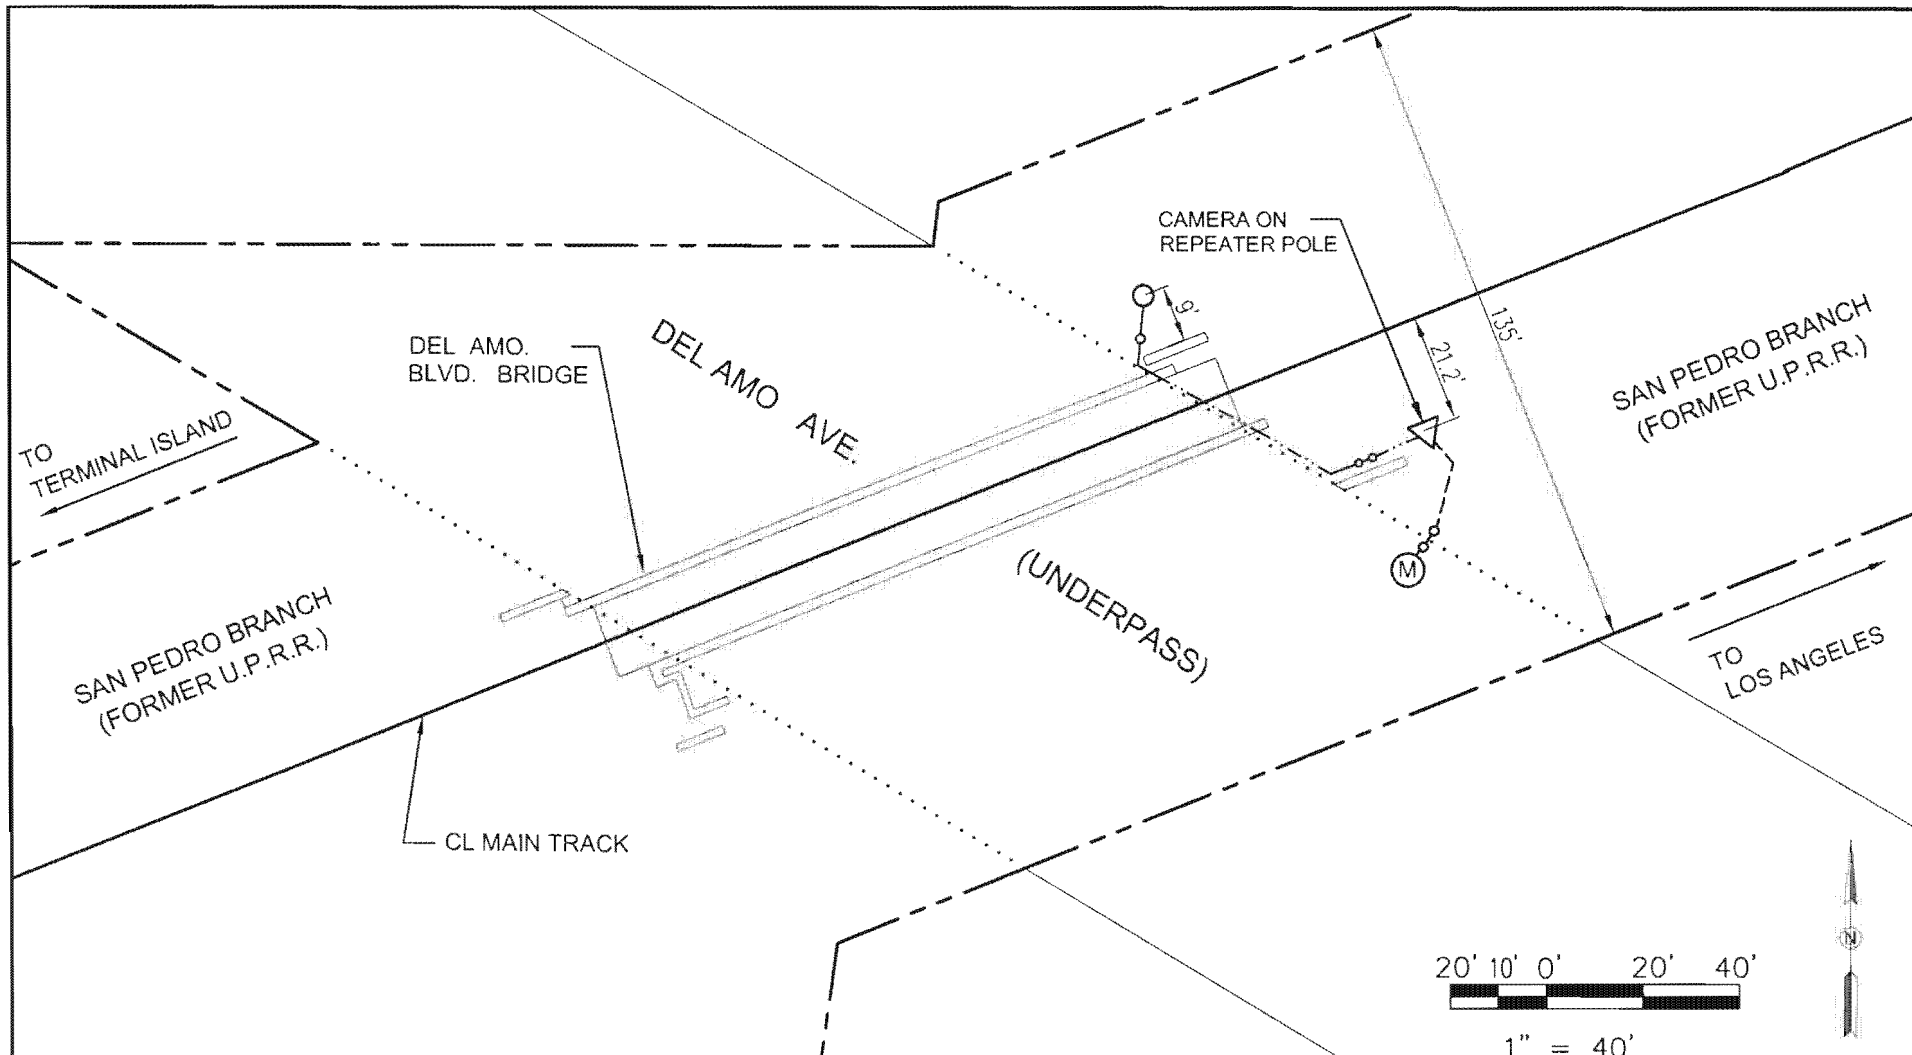 CAMERA ON
REPEATER POLE
9'
135'
21.2'
DEL AMO.
BLVD. BRIDGE
DEL AMO AVE.
SAN PEDRO BRANCH
(FORMER U.P.R.R.)
TO
TERMINAL ISLAND
(UNDERPASS)
M
SAN PEDRO BRANCH
(FORMER U.P.R.R.)
TO
LOS ANGELES
CL MAIN TRACK
N
20' 10' 0' 20' 40'
1" = 40'